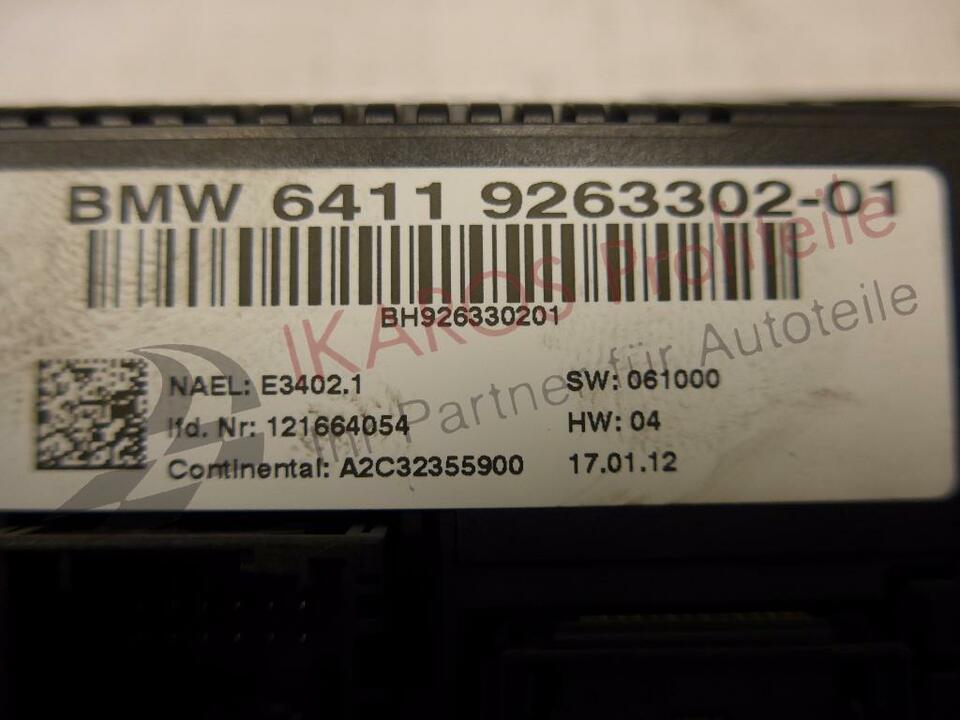 BMW 6411 9263302-01
BH926330201
NAEL: E3402.1
SW: 061000
lfd. Nr: 121664054
HW: 04
Continental: A2C32355900
17.01.12
IKAROS Profiteile
Ihr Partner für Autoteile